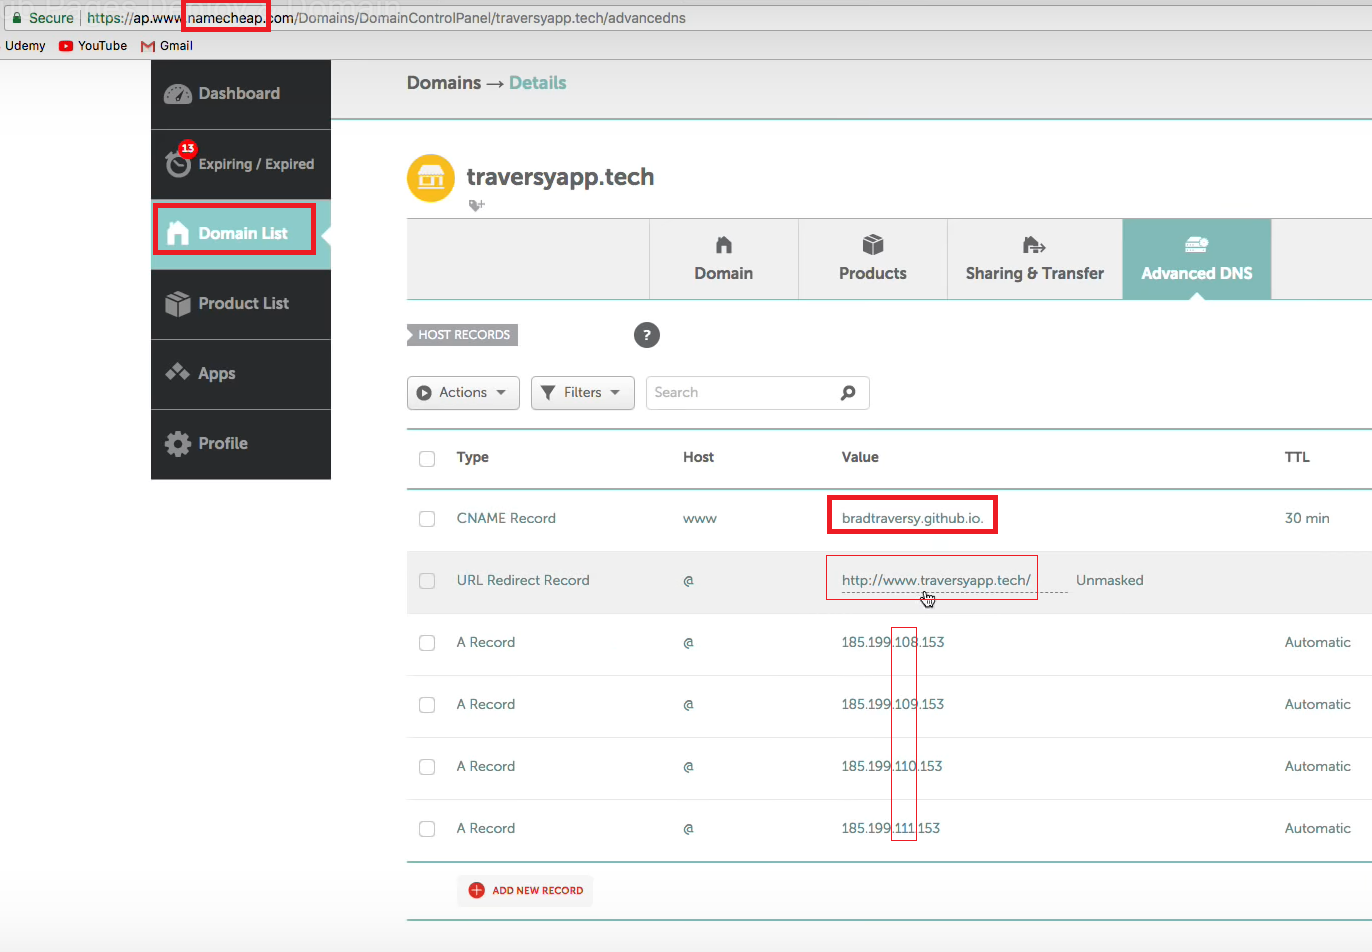 Secure https://ap.www.namecheap.com/Domains/DomainControlPanel/traversyapp.tech/advancedns
Udemy YouTube Gmail
Dashboard
13
Expiring / Expired
Domain List
Product List
Apps
Profile
Domains → Details
traversyapp.tech
Domain Products Sharing & Transfer Advanced DNS
HOST RECORDS ?
Actions Filters Search
Type Host Value TTL
CNAME Record www bradtraversy.github.io. 30 min
URL Redirect Record @ http://www.traversyapp.tech/ Unmasked
A Record @ 185.199.108.153 Automatic
A Record @ 185.199.109.153 Automatic
A Record @ 185.199.110.153 Automatic
A Record @ 185.199.111.153 Automatic
ADD NEW RECORD